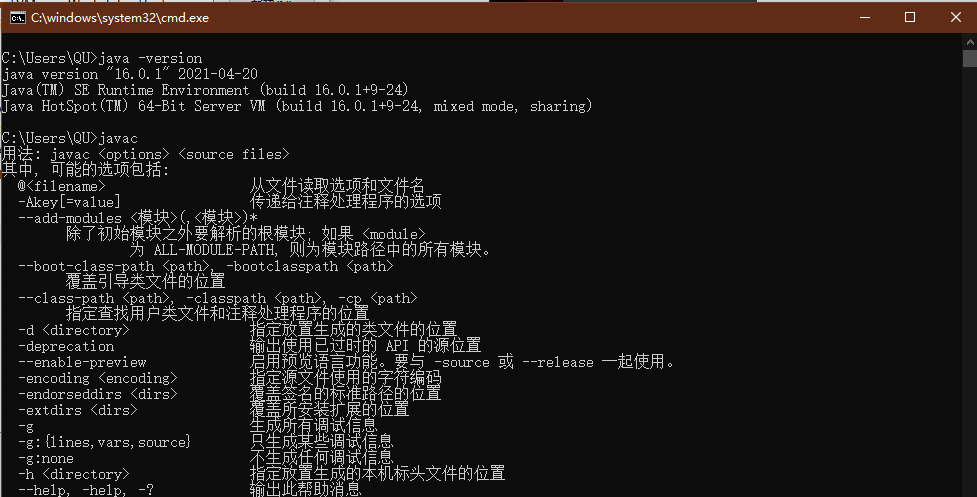 C:\windows\system32\cmd.exe
C:\Users\QU>java -version
java version "16.0.1" 2021-04-20
Java(TM) SE Runtime Environment (build 16.0.1+9-24)
Java HotSpot(TM) 64-Bit Server VM (build 16.0.1+9-24, mixed mode, sharing)
C:\Users\QU>javac
用法: javac <options> <source files>
其中, 可能的选项包括:
@<filename> 从文件读取选项和文件名
-Akey[=value] 传递给注释处理程序的选项
--add-modules <模块>(,<模块>)*
除了初始模块之外要解析的根模块; 如果 <module>
为 ALL-MODULE-PATH, 则为模块路径中的所有模块。
--boot-class-path <path>, -bootclasspath <path>
覆盖引导类文件的位置
--class-path <path>, -classpath <path>, -cp <path>
指定查找用户类文件和注释处理程序的位置
-d <directory> 指定放置生成的类文件的位置
-deprecation 输出使用已过时的 API 的源位置
--enable-preview 启用预览语言功能。要与 -source 或 --release 一起使用。
-encoding <encoding> 指定源文件使用的字符编码
-endorseddirs <dirs> 覆盖签名的标准路径的位置
-extdirs <dirs> 覆盖所安装扩展的位置
-g 生成所有调试信息
-g:{lines,vars,source} 只生成某些调试信息
-g:none 不生成任何调试信息
-h <directory> 指定放置生成的本机标头文件的位置
--help, -help, -? 输出此帮助消息